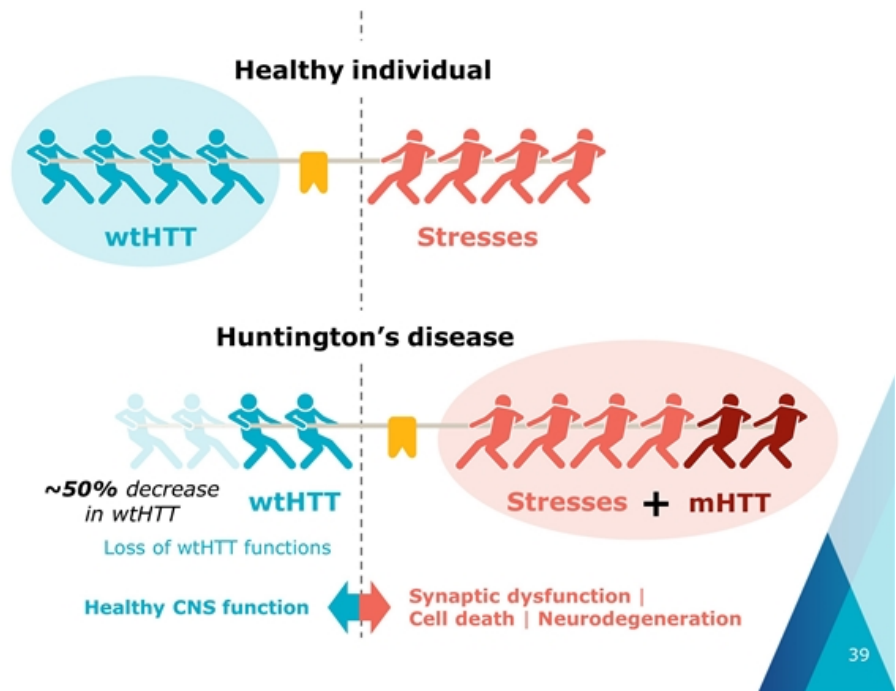 Healthy individual
wtHTT
Stresses
Huntington’s disease
~50% decrease
in wtHTT
wtHTT
Stresses + mHTT
Loss of wtHTT functions
Healthy CNS function
Synaptic dysfunction |
Cell death | Neurodegeneration
39